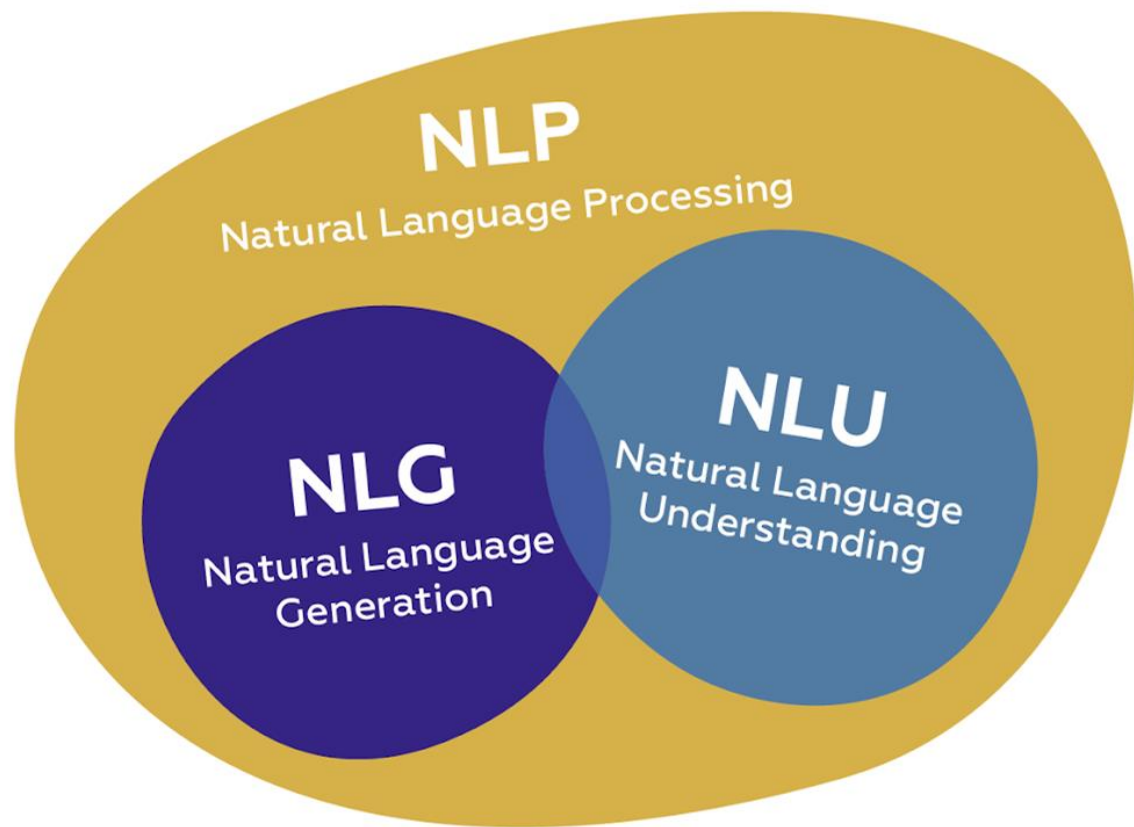 NLP
Natural Language Processing
NLG
Natural Language
Generation
NLU
Natural Language
Understanding